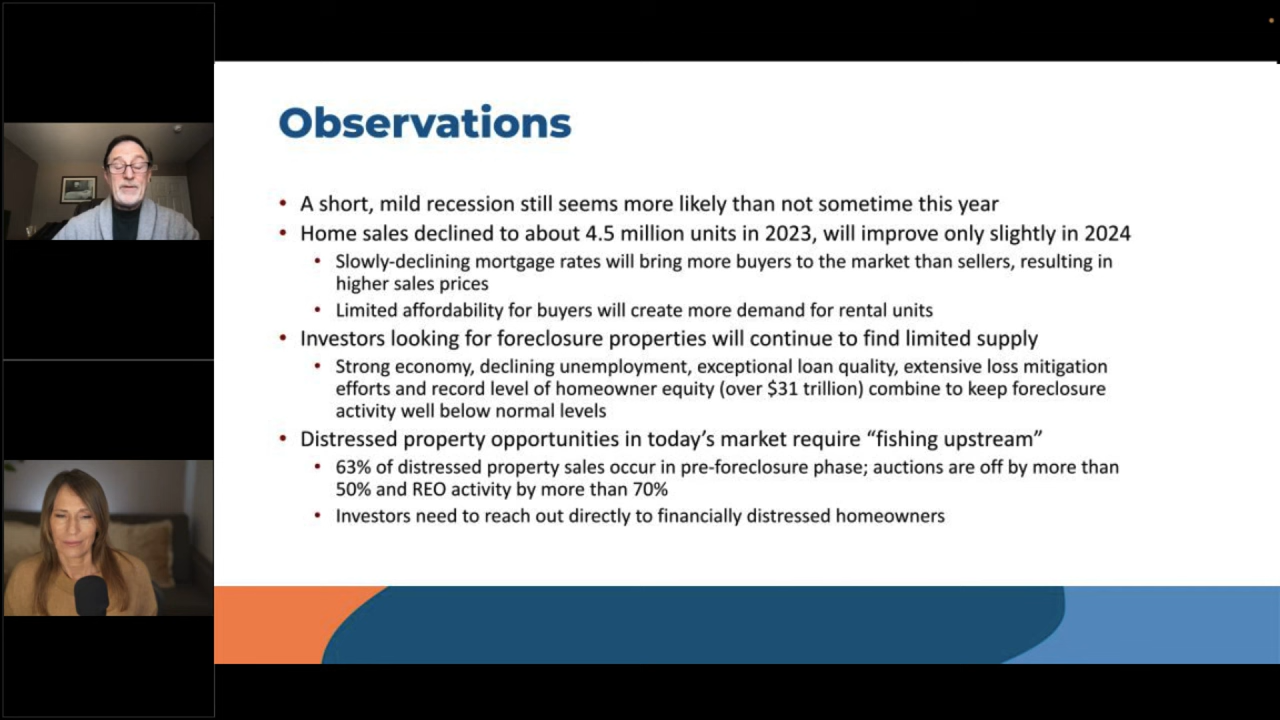 Observations
• A short, mild recession still seems more likely than not sometime this year
• Home sales declined to about 4.5 million units in 2023, will improve only slightly in 2024
• Slowly-declining mortgage rates will bring more buyers to the market than sellers, resulting in
higher sales prices
• Limited affordability for buyers will create more demand for rental units
• Investors looking for foreclosure properties will continue to find limited supply
• Strong economy, declining unemployment, exceptional loan quality, extensive loss mitigation
efforts and record level of homeowner equity (over $31 trillion) combine to keep foreclosure
activity well below normal levels
• Distressed property opportunities in today’s market require “fishing upstream”
• 63% of distressed property sales occur in pre-foreclosure phase; auctions are off by more than
50% and REO activity by more than 70%
• Investors need to reach out directly to financially distressed homeowners